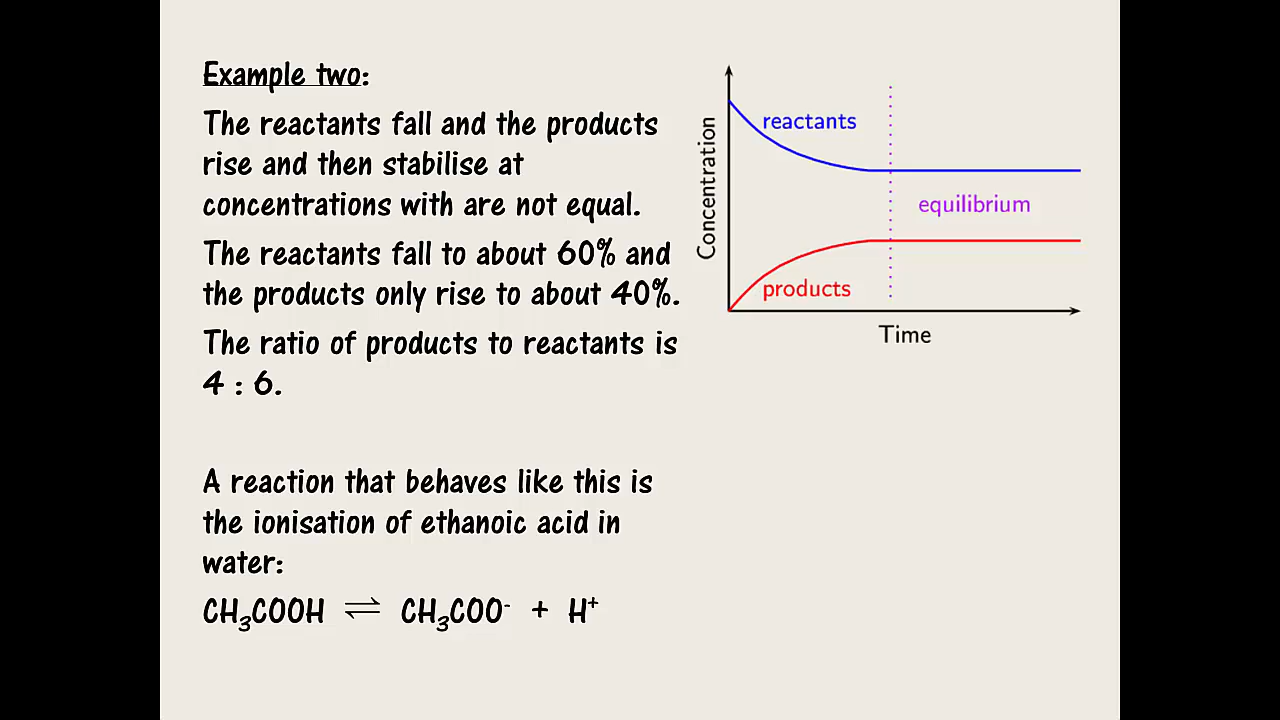 Example two:
The reactants fall and the products
rise and then stabilise at
concentrations with are not equal.
The reactants fall to about 60% and
the products only rise to about 40%.
The ratio of products to reactants is
4 : 6.
A reaction that behaves like this is
the ionisation of ethanoic acid in
water:
CH₃COOH ⇌ CH₃COO⁻ + H⁺
Concentration
reactants
equilibrium
products
Time